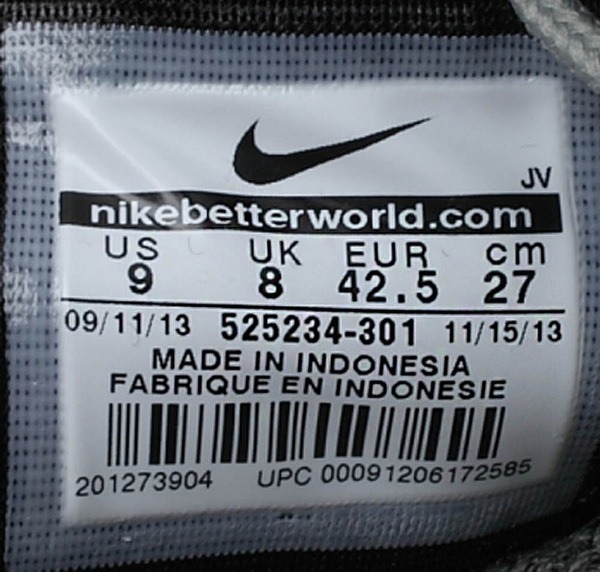 JV
nikebetterworld.com
US UK EUR cm
9 8 42.5 27
09/11/13 525234-301 11/15/13
MADE IN INDONESIA
FABRIQUE EN INDONESIE
201273904 UPC 00091206172585